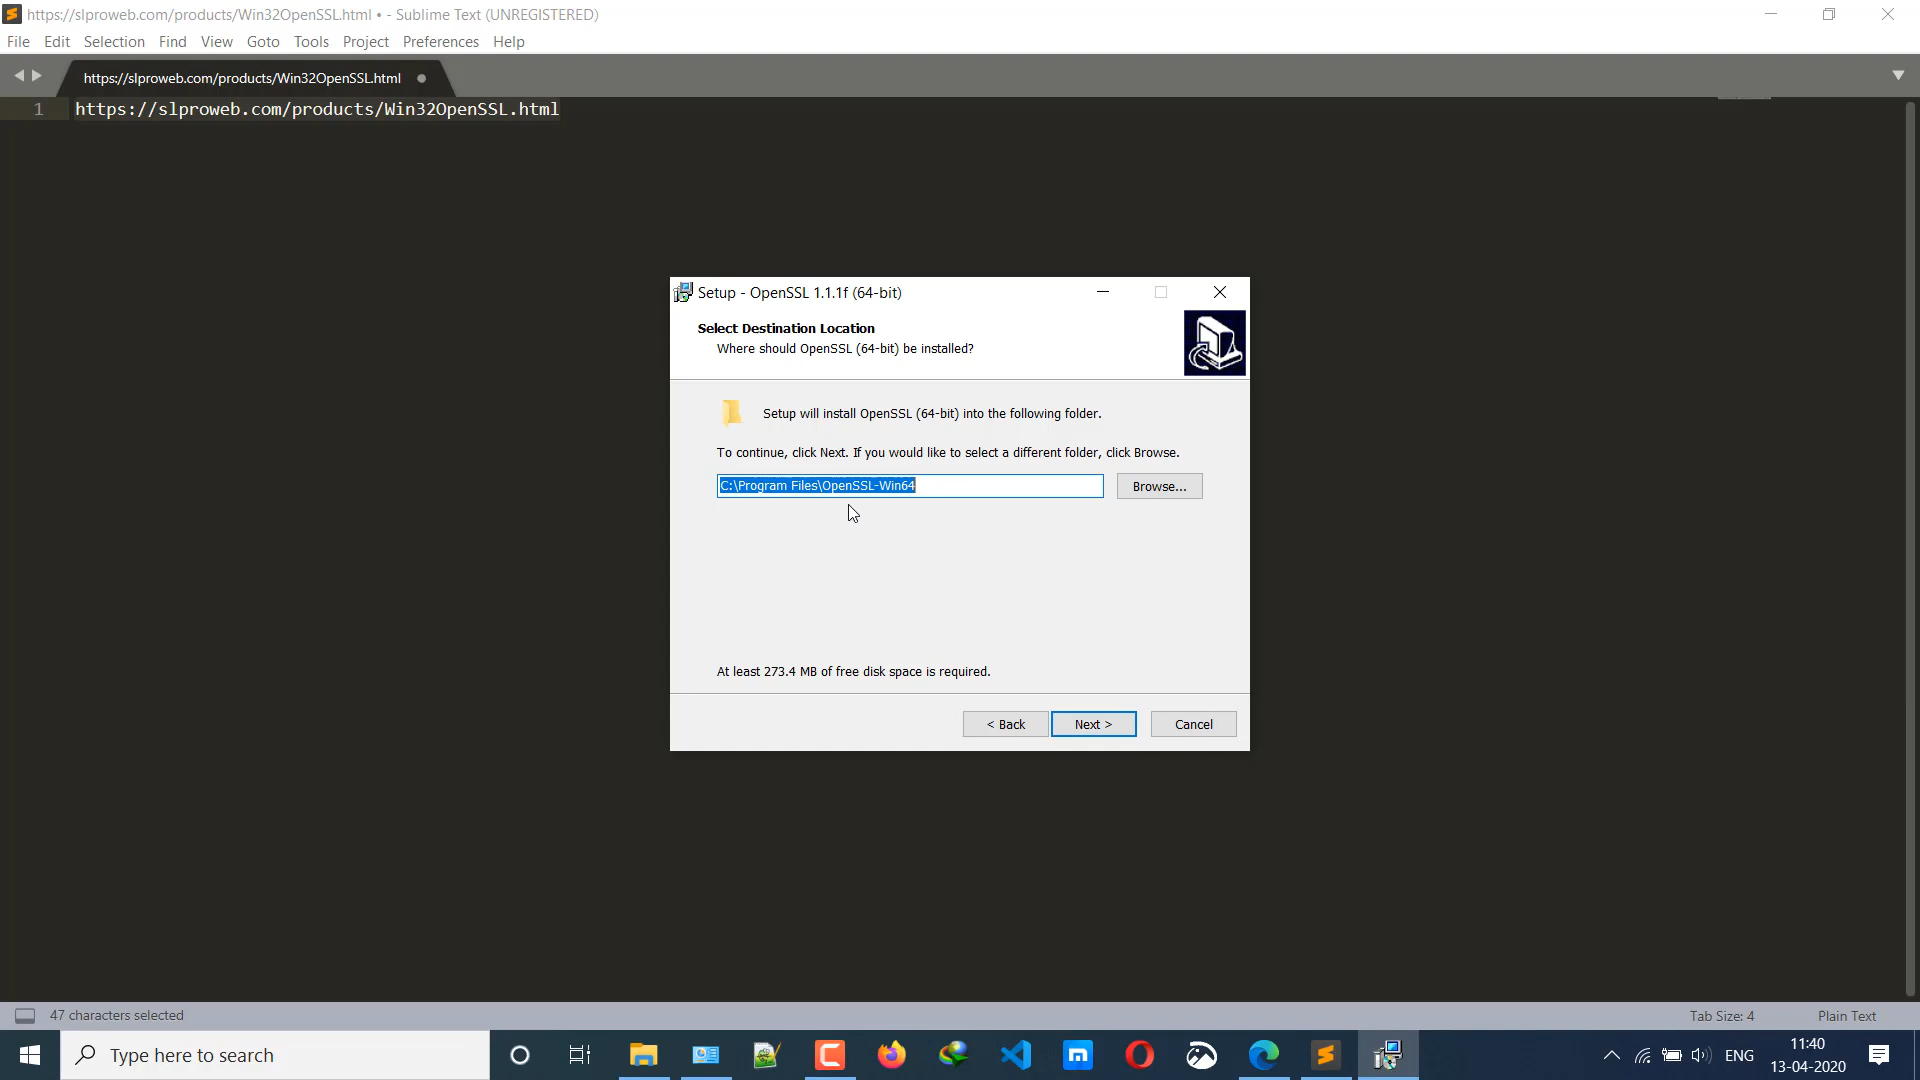 https://slproweb.com/products/Win32OpenSSL.html • - Sublime Text (UNREGISTERED)
File Edit Selection Find View Goto Tools Project Preferences Help
https://slproweb.com/products/Win32OpenSSL.html
1 https://slproweb.com/products/Win32OpenSSL.html
Setup - OpenSSL 1.1.1f (64-bit)
Select Destination Location
Where should OpenSSL (64-bit) be installed?
Setup will install OpenSSL (64-bit) into the following folder.
To continue, click Next. If you would like to select a different folder, click Browse.
C:\Program Files\OpenSSL-Win64 Browse...
At least 273.4 MB of free disk space is required.
< Back Next > Cancel
47 characters selected Tab Size: 4 Plain Text
Type here to search ENG 11:40
13-04-2020